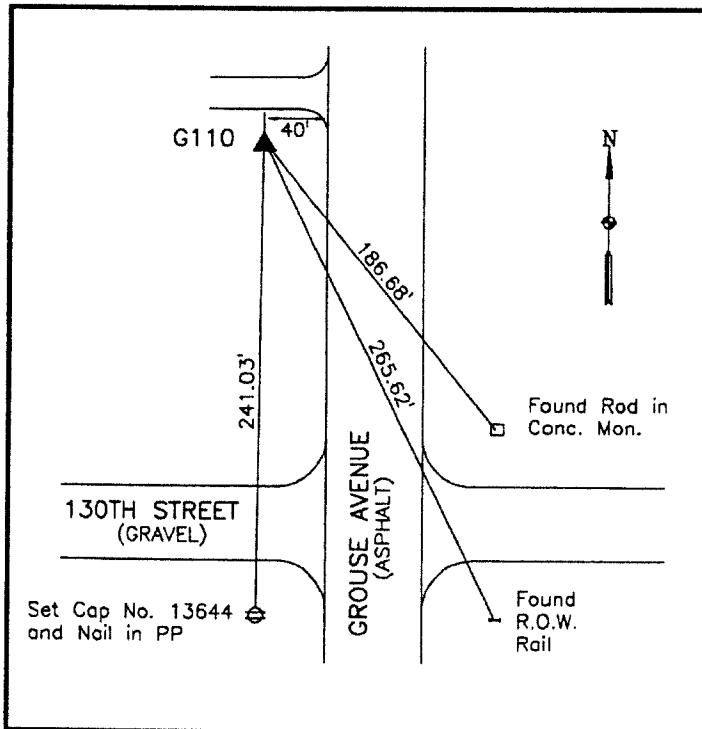 G110
40'
N
186.68'
265.62'
241.03'
Found Rod in
Conc. Mon.
130TH STREET
(GRAVEL)
GROUSE AVENUE
(ASPHALT)
Set Cap No. 13644
and Nail in PP
Found
R.O.W.
Rail